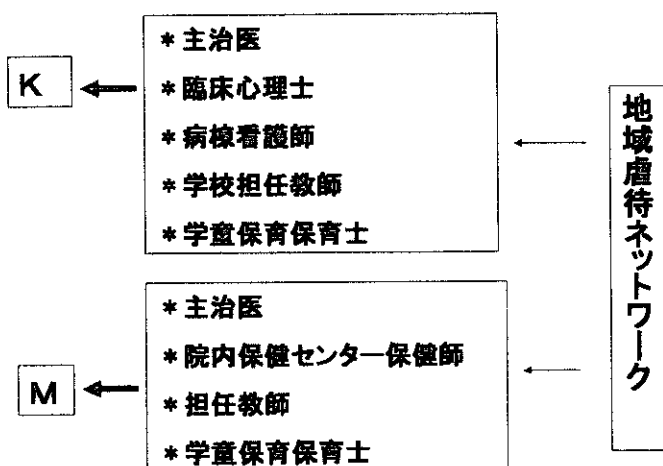 K
＊主治医
＊臨床心理士
＊病棟看護師
＊学校担任教師
＊学童保育保育士
M
＊主治医
＊院内保健センター保健師
＊担任教師
＊学童保育保育士
地域虐待ネットワーク